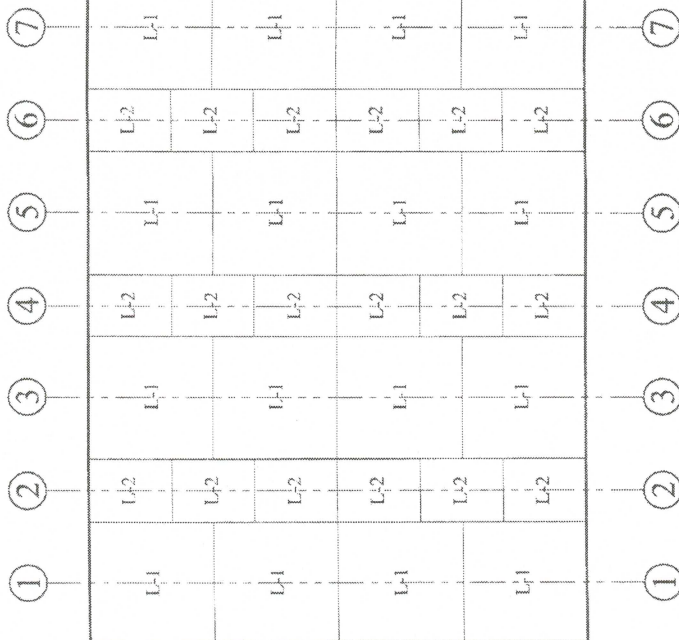 7 L-1 L-1 L-1 L-1 7
6 L-2 L-2 L-2 L-2 L-2 L-2 6
5 L-1 L-1 L-1 L-1 5
4 L-2 L-2 L-2 L-2 L-2 L-2 4
3 L-1 L-1 L-1 L-1 3
2 L-2 L-2 L-2 L-2 L-2 L-2 2
1 L-1 L-1 L-1 L-1 1